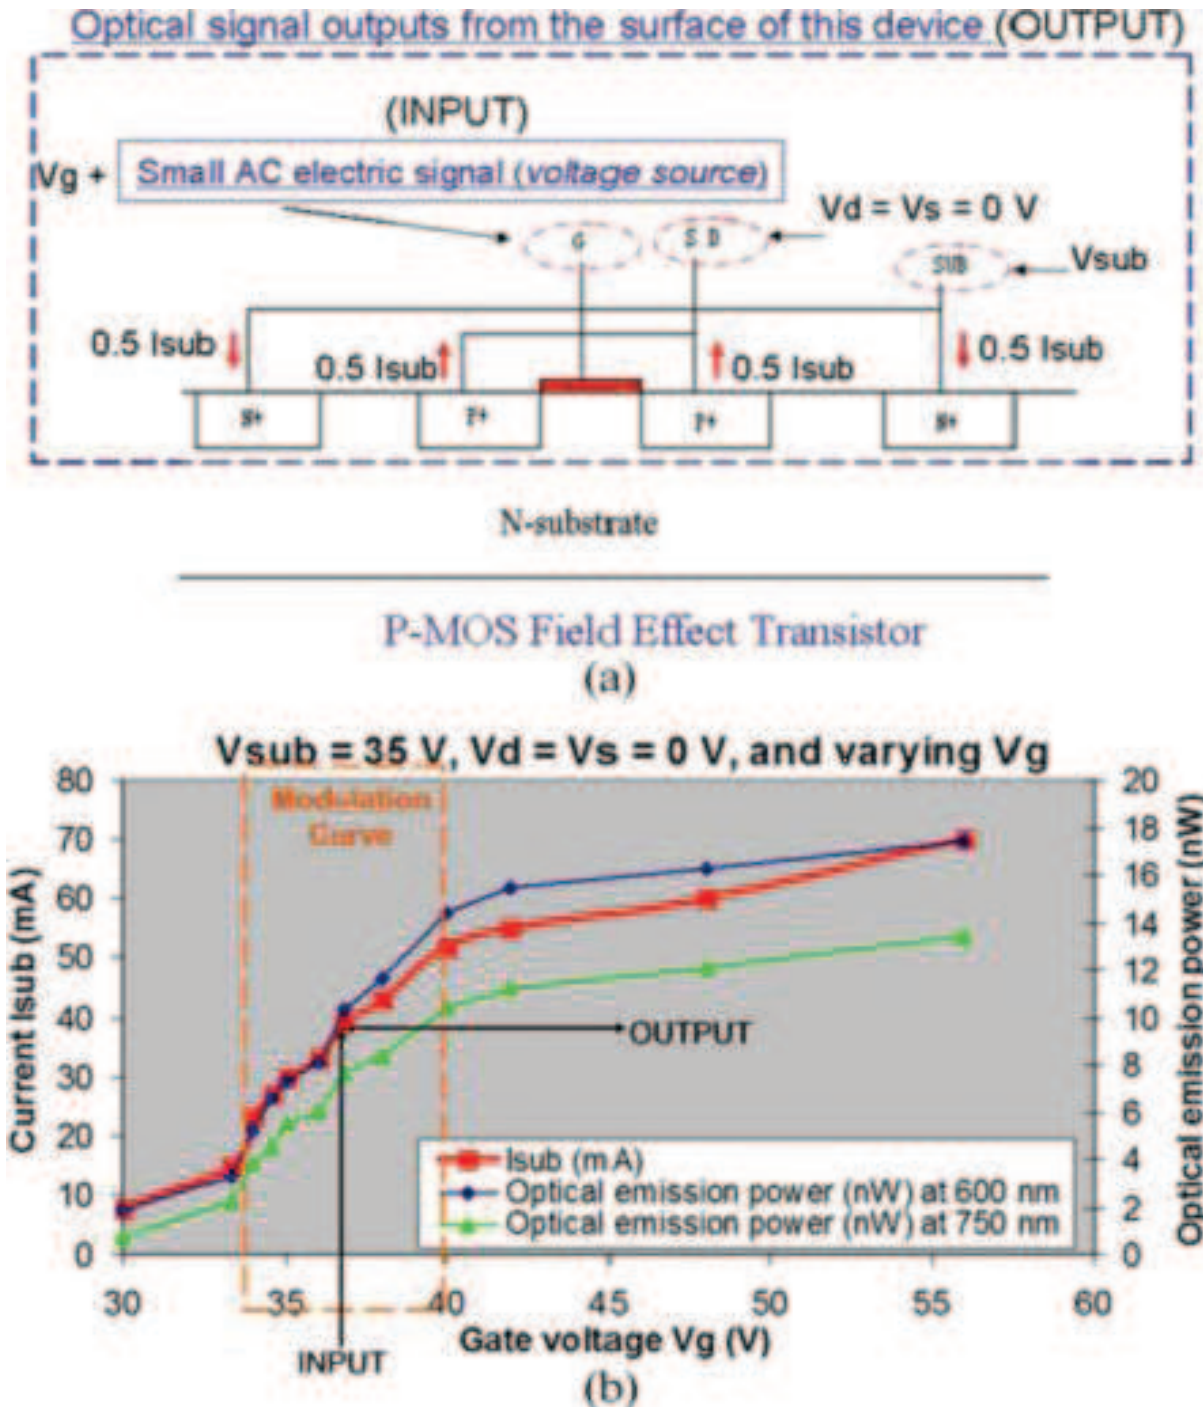 Optical signal outputs from the surface of this device (OUTPUT)
(INPUT)
Vg + Small AC electric signal (voltage source)
Vd = Vs = 0 V
G
S D
SUB
Vsub
0.5 Isub
0.5 Isub
0.5 Isub
0.5 Isub
N+
P+
P+
N+
N-substrate
P-MOS Field Effect Transistor
(a)
Vsub = 35 V, Vd = Vs = 0 V, and varying Vg
80
70
60
50
40
30
20
10
0
Current Isub (mA)
Modulation
Curve
20
18
16
14
12
10
8
6
4
2
0
Optical emission power (nW)
OUTPUT
Isub (mA)
Optical emission power (nW) at 600 nm
Optical emission power (nW) at 750 nm
30 35 40 45 50 55 60
Gate voltage Vg (V)
INPUT
(b)